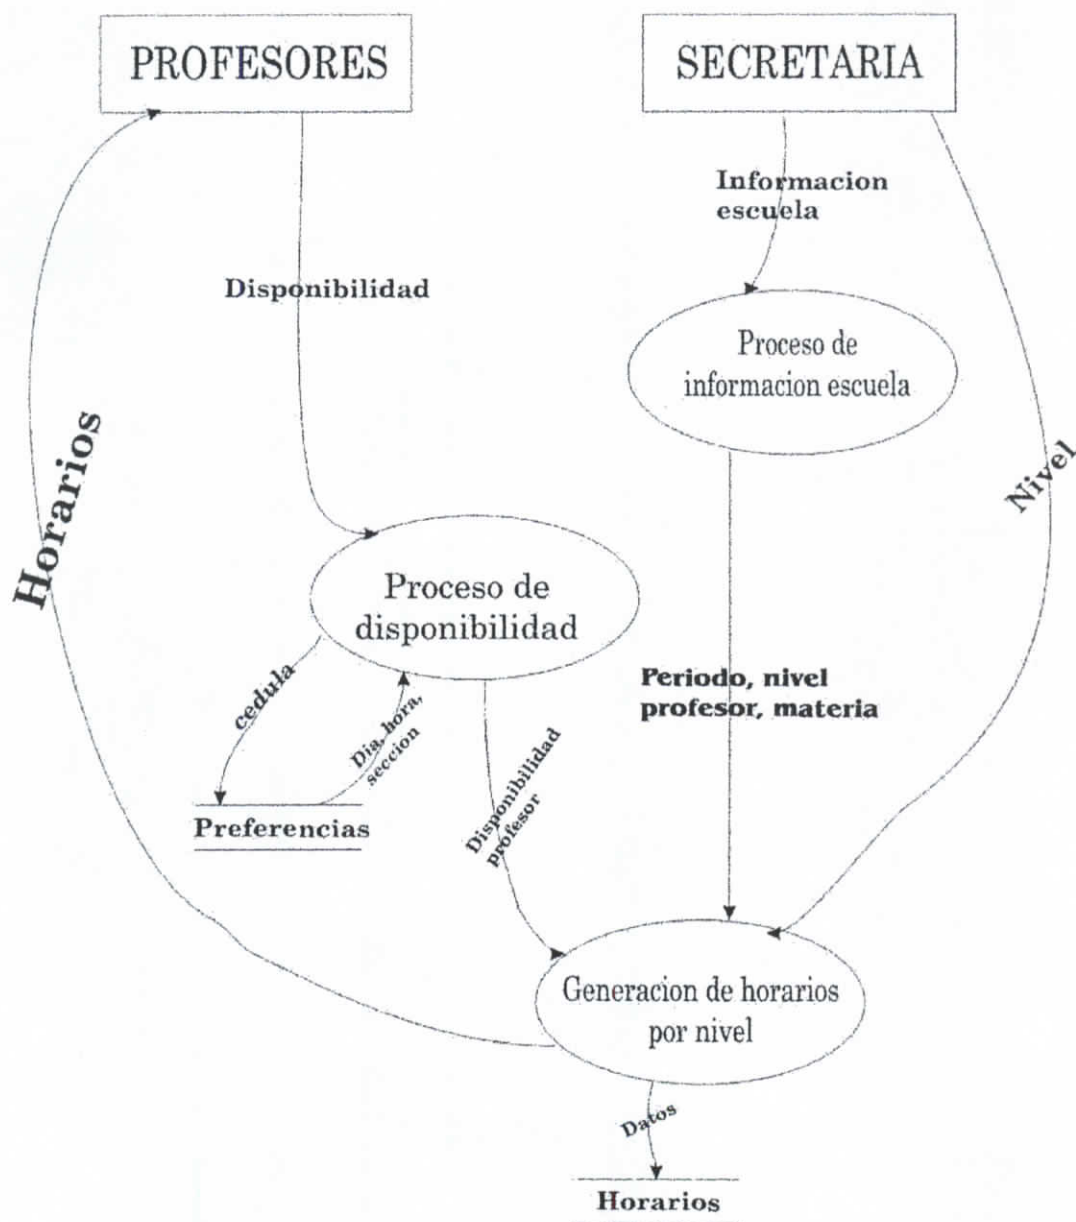 PROFESORES
SECRETARIA
Informacion
escuela
Disponibilidad
Proceso de
informacion escuela
Horarios
Nivel
Proceso de
disponibilidad
cedula
Dia, hora,
seccion
Periodo, nivel
profesor, materia
Disponibilidad
profesor
Preferencias
Generacion de horarios
por nivel
Datos
Horarios